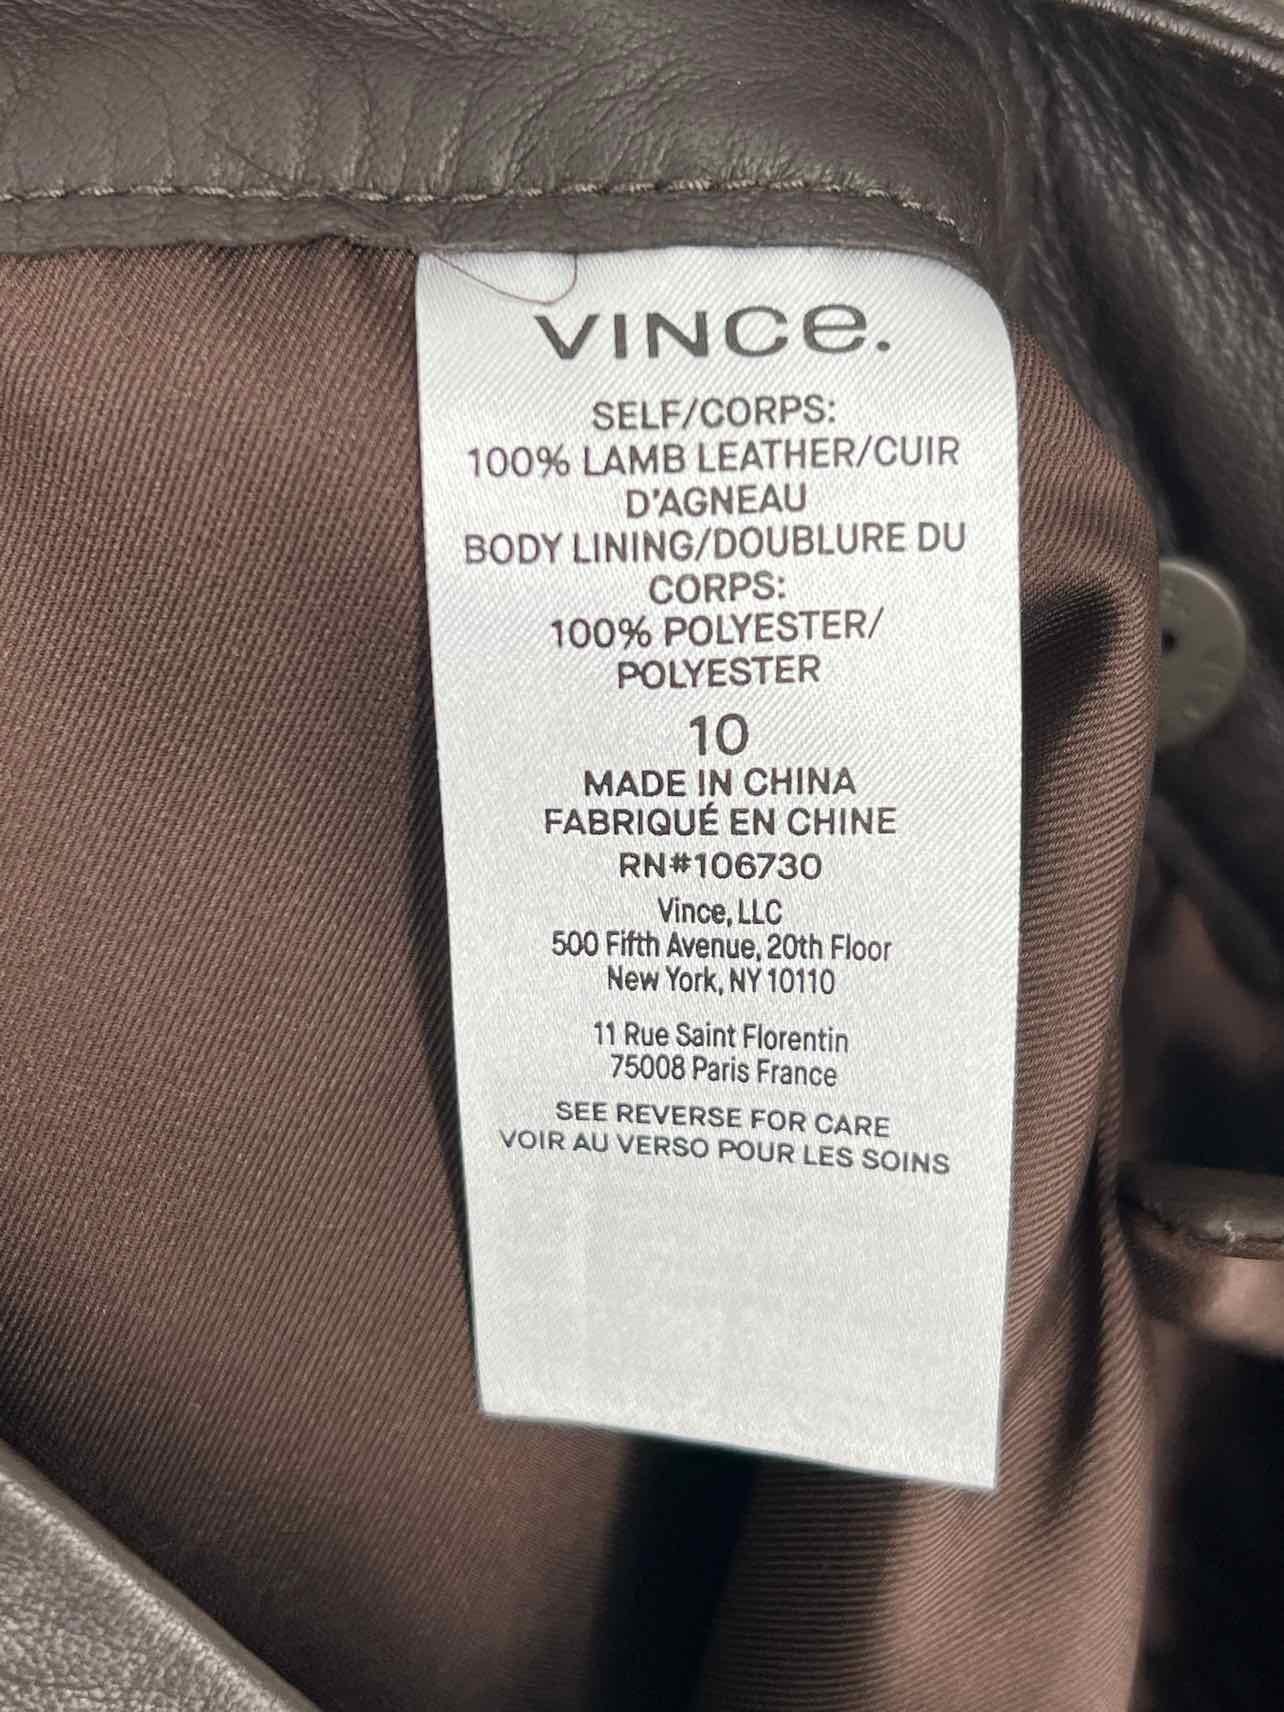 VINCe.
SELF/CORPS:
100% LAMB LEATHER/CUIR
D'AGNEAU
BODY LINING/DOUBLURE DU
CORPS:
100% POLYESTER/
POLYESTER
10
MADE IN CHINA
FABRIQUÉ EN CHINE
RN#106730
Vince, LLC
500 Fifth Avenue, 20th Floor
New York, NY 10110
11 Rue Saint Florentin
75008 Paris France
SEE REVERSE FOR CARE
VOIR AU VERSO POUR LES SOINS